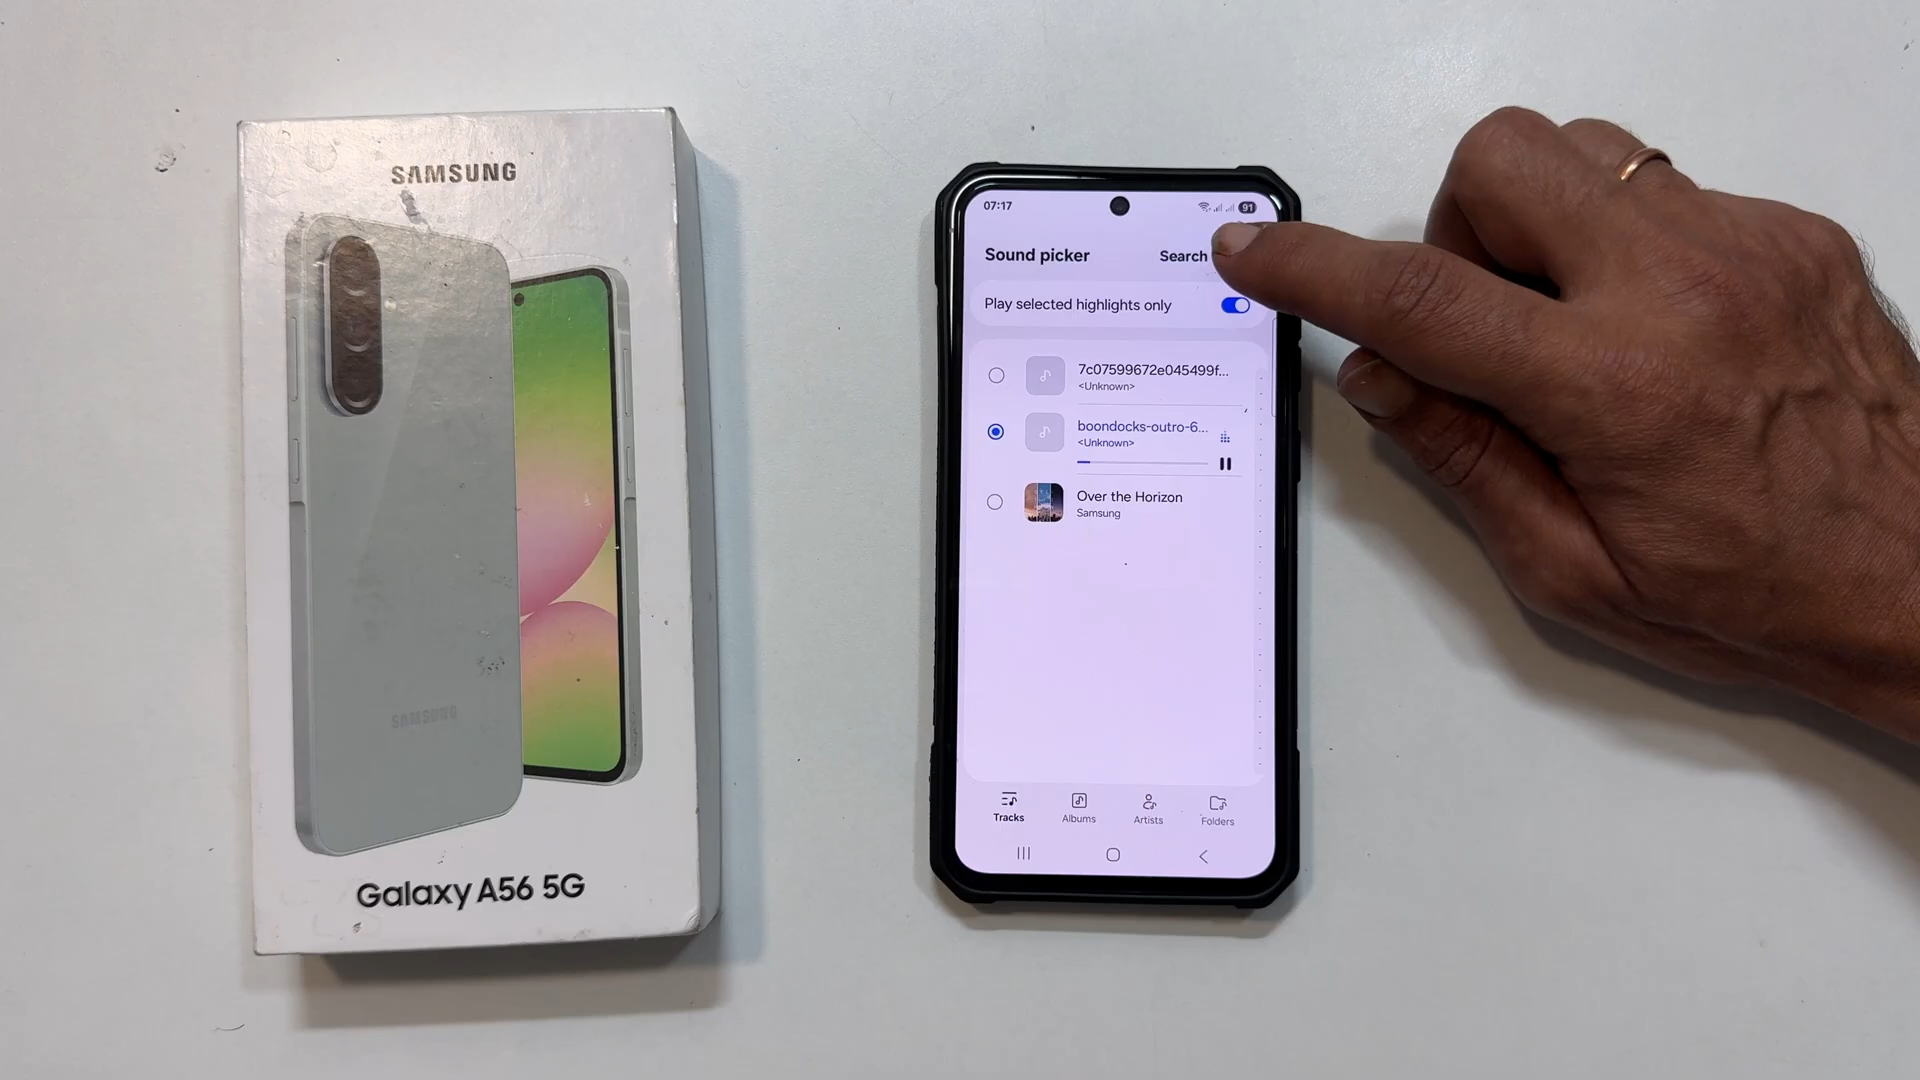 SAMSUNG
SAMSUNG
Galaxy A56 5G
07:17
91
Sound picker
Search
Play selected highlights only
7c07599672e045499f...
<Unknown>
boondocks-outro-6...
<Unknown>
Over the Horizon
Samsung
Tracks
Albums
Artists
Folders